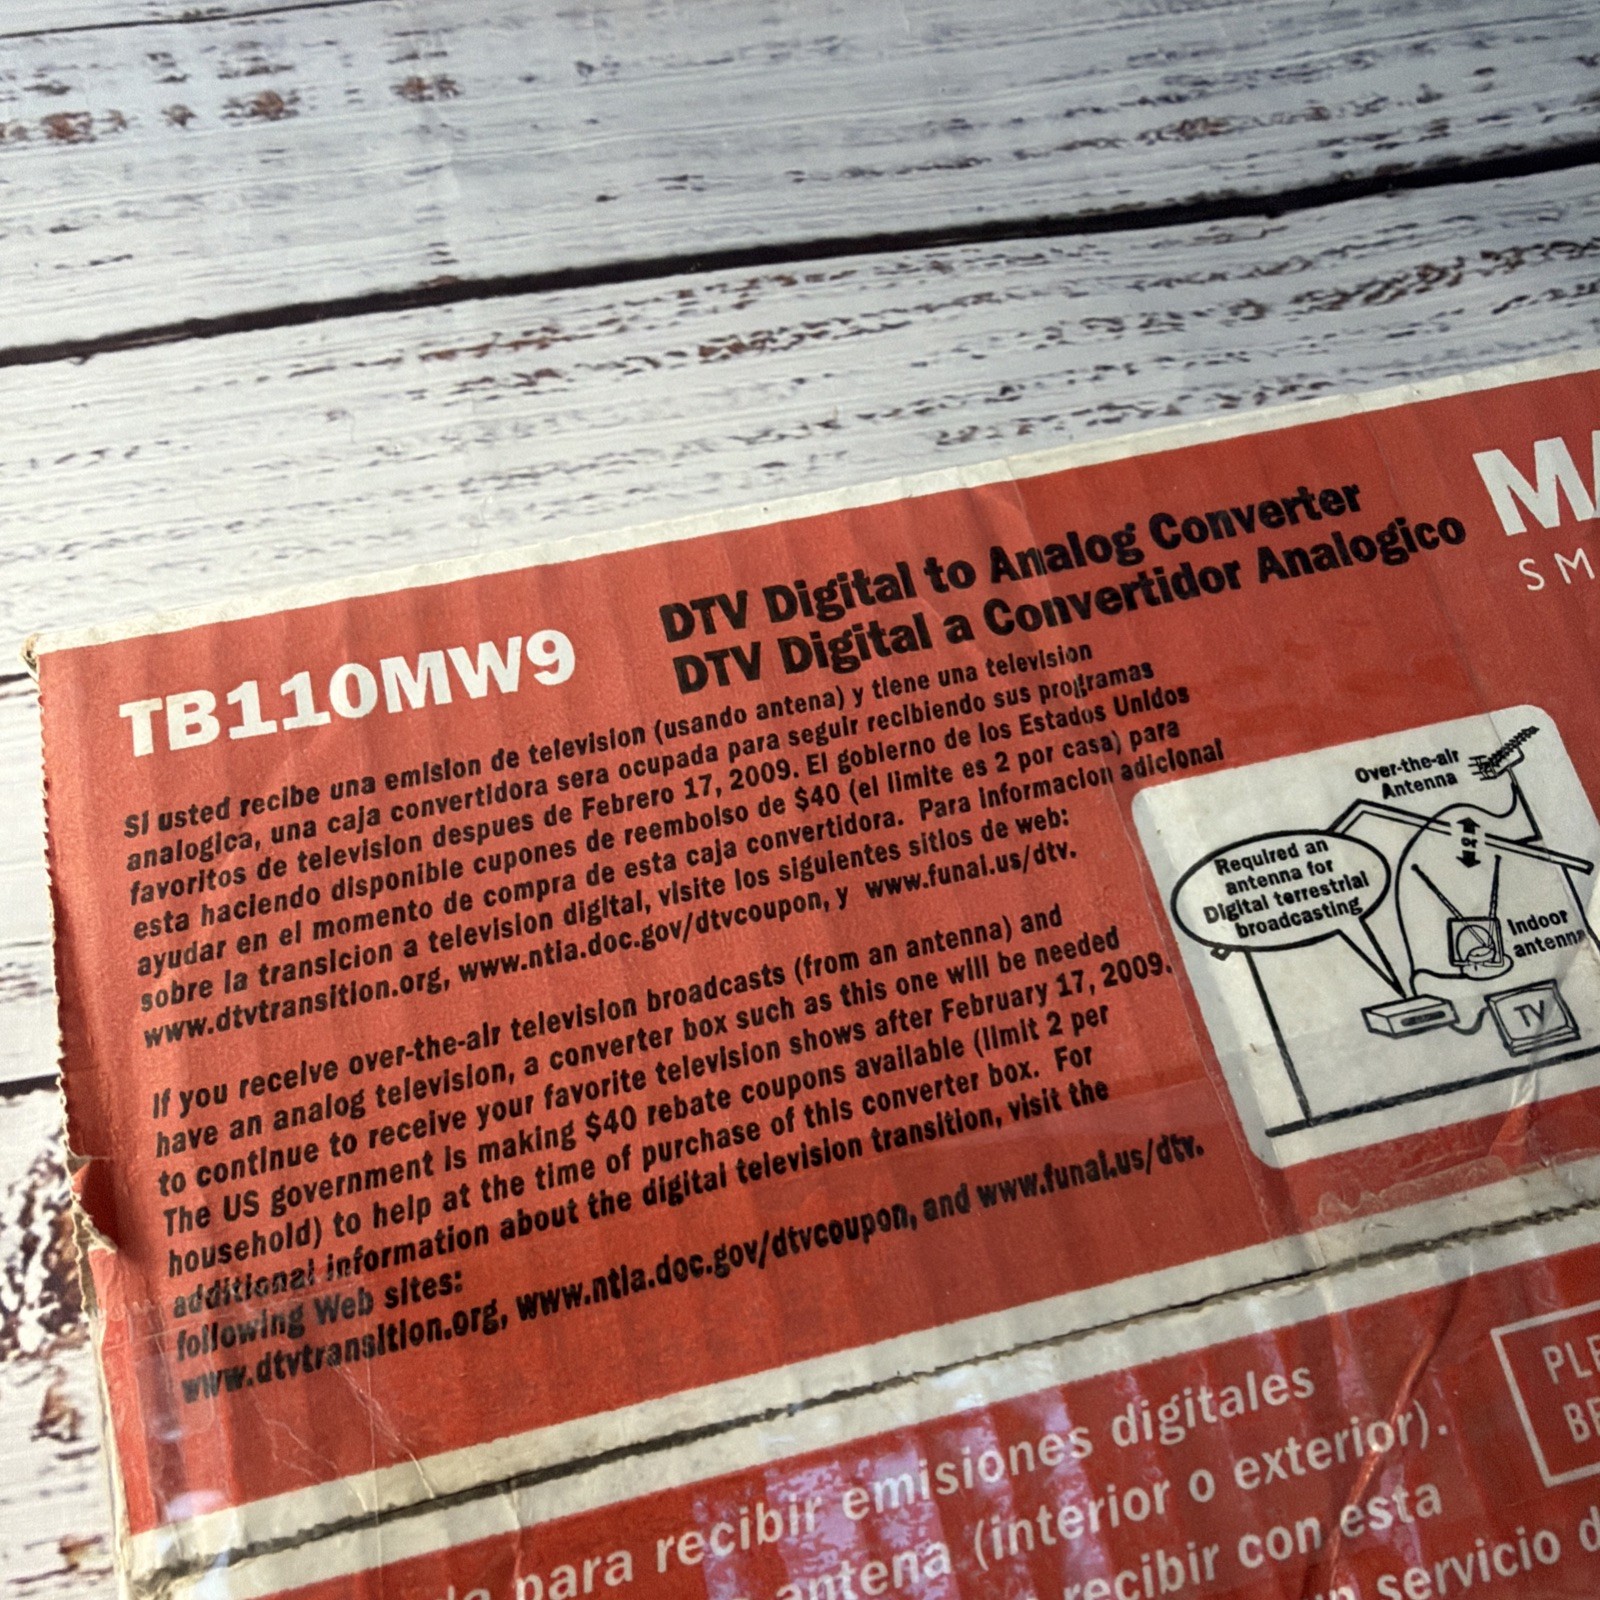 TB110MW9
DTV Digital to Analog Converter
DTV Digital a Convertidor Analogico
Si usted recibe una emision de television (usando antena) y tiene una television
analogica, una caja convertidora sera ocupada para seguir recibiendo sus programas
favoritos de television despues de Febrero 17, 2009. El gobierno de los Estados Unidos
esta haciendo disponible cupones de reembolso de $40 (el limite es 2 por casa) para
ayudar en el momento de compra de esta caja convertidora. Para informacion adicional
sobre la transicion a television digital, visite los siguientes sitios de web:
www.dtvtransition.org, www.ntia.doc.gov/dtvcoupon, y www.funai.us/dtv.
If you receive over-the-air television broadcasts (from an antenna) and
have an analog television, a converter box such as this one will be needed
to continue to receive your favorite television shows after February 17, 2009.
The US government is making $40 rebate coupons available (limit 2 per
household) to help at the time of purchase of this converter box. For
additional information about the digital television transition, visit the
following Web sites:
www.dtvtransition.org, www.ntia.doc.gov/dtvcoupon, and www.funai.us/dtv.
MA
SM
Over-the-air
Antenna
or
Required an
antenna for
Digital terrestrial
broadcasting
Indoor
antenna
TV
para recibir emisiones digitales
antena (interior o exterior).
recibir con esta
servicio d
PLE
BE